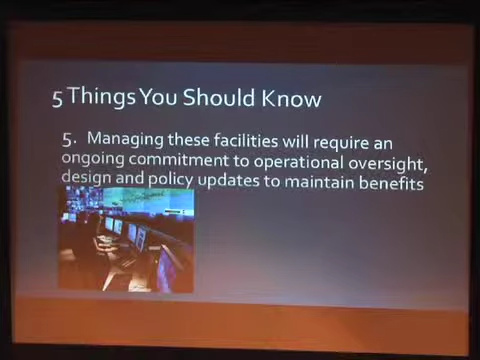 5 Things You Should Know
5. Managing these facilities will require an
ongoing commitment to operational oversight,
design and policy updates to maintain benefits